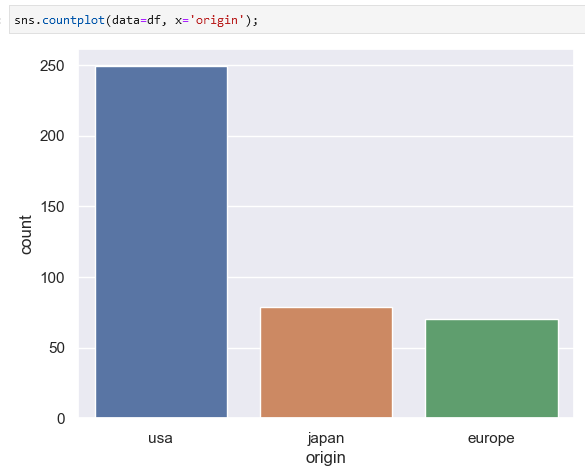 sns.countplot(data=df, x='origin');
250
200
150
100
50
0
count
usa japan europe
origin